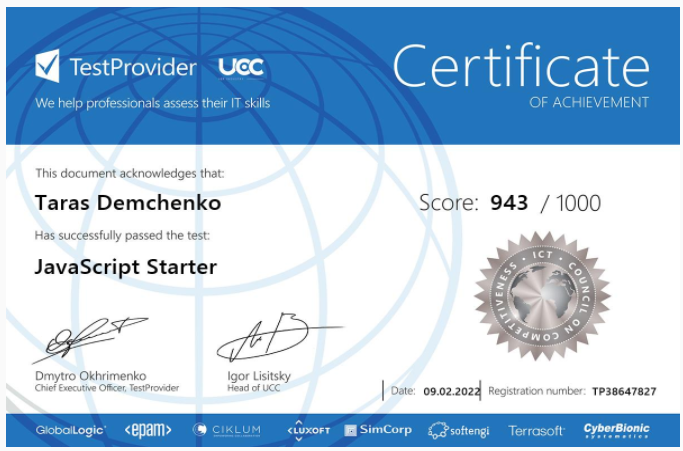 TestProvider UCC
We help professionals assess their IT skills
Certificate
OF ACHIEVEMENT
This document acknowledges that:
Taras Demchenko
Has successfully passed the test:
JavaScript Starter
Score: 943 / 1000
ICT • COUNCIL ON COMPETITIVENESS •
Dmytro Okhrimenko
Chief Executive Officer, TestProvider
Igor Lisitsky
Head of UCC
Date: 09.02.2022 Registration number: TP38647827
GlobalLogic <epam> CIKLUM <LUXOFT SimCorp softengi Terrasoft CyberBionic
systematics